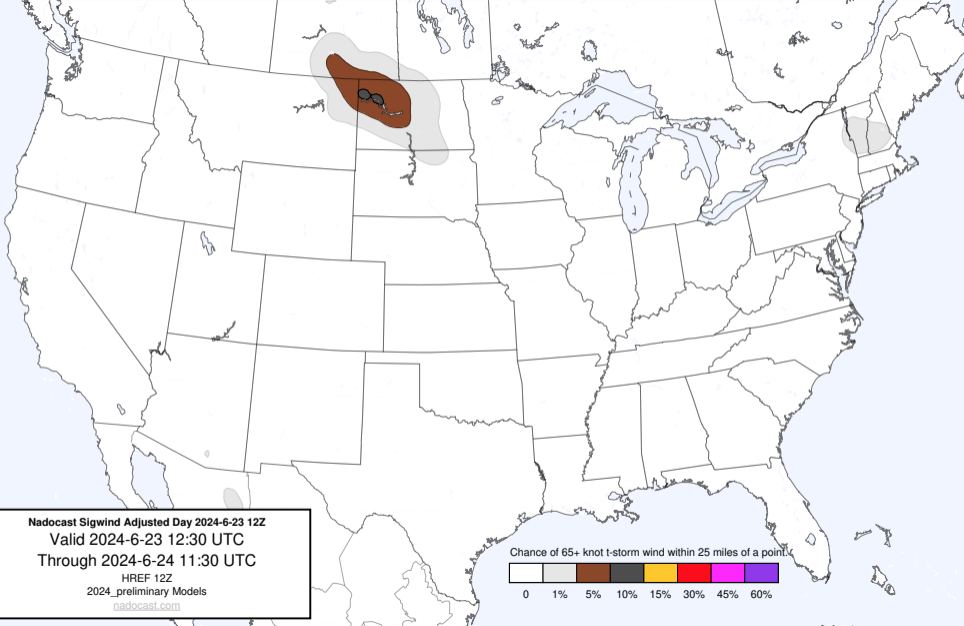 Nadocast Sigwind Adjusted Day 2024-6-23 12Z
Valid 2024-6-23 12:30 UTC
Through 2024-6-24 11:30 UTC
HREF 12Z
2024_preliminary Models
nadocast.com
Chance of 65+ knot t-storm wind within 25 miles of a point.
0 1% 5% 10% 15% 30% 45% 60%